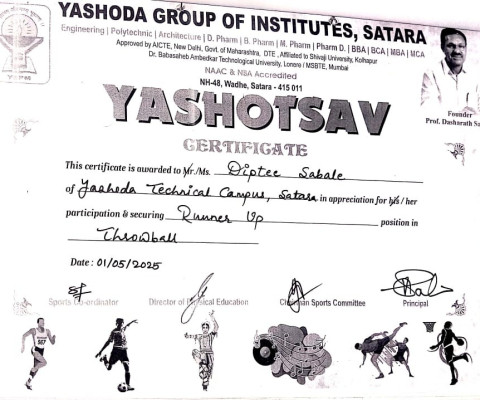 YASHODA GROUP OF INSTITUTES, SATARA
Engineering | Polytechnic | Architecture | D. Pharm | B. Pharm | M. Pharm | Pharm D. | BBA | BCA | MBA | MCA
Approved by AICTE, New Delhi, Govt. of Maharashtra, DTE, Affiliated to Shivaji University, Kolhapur
Dr. Babasaheb Ambedkar Technological University, Lonere / MSBTE, Mumbai
NAAC & NBA Accredited
NH-48, Wadhe, Satara - 415 011
Founder
Prof. Dasharath Sa
YASHOTSAV
CERTIFICATE
This certificate is awarded to Mr./Ms. Diptee Sabale
of Yashoda Technical Campus, Satara in appreciation for his / her
participation & securing Runner Up position in
Throwball
Date : 01/05/2025
Sports Co-ordinator Director of Physical Education Chairman Sports Committee Principal
507